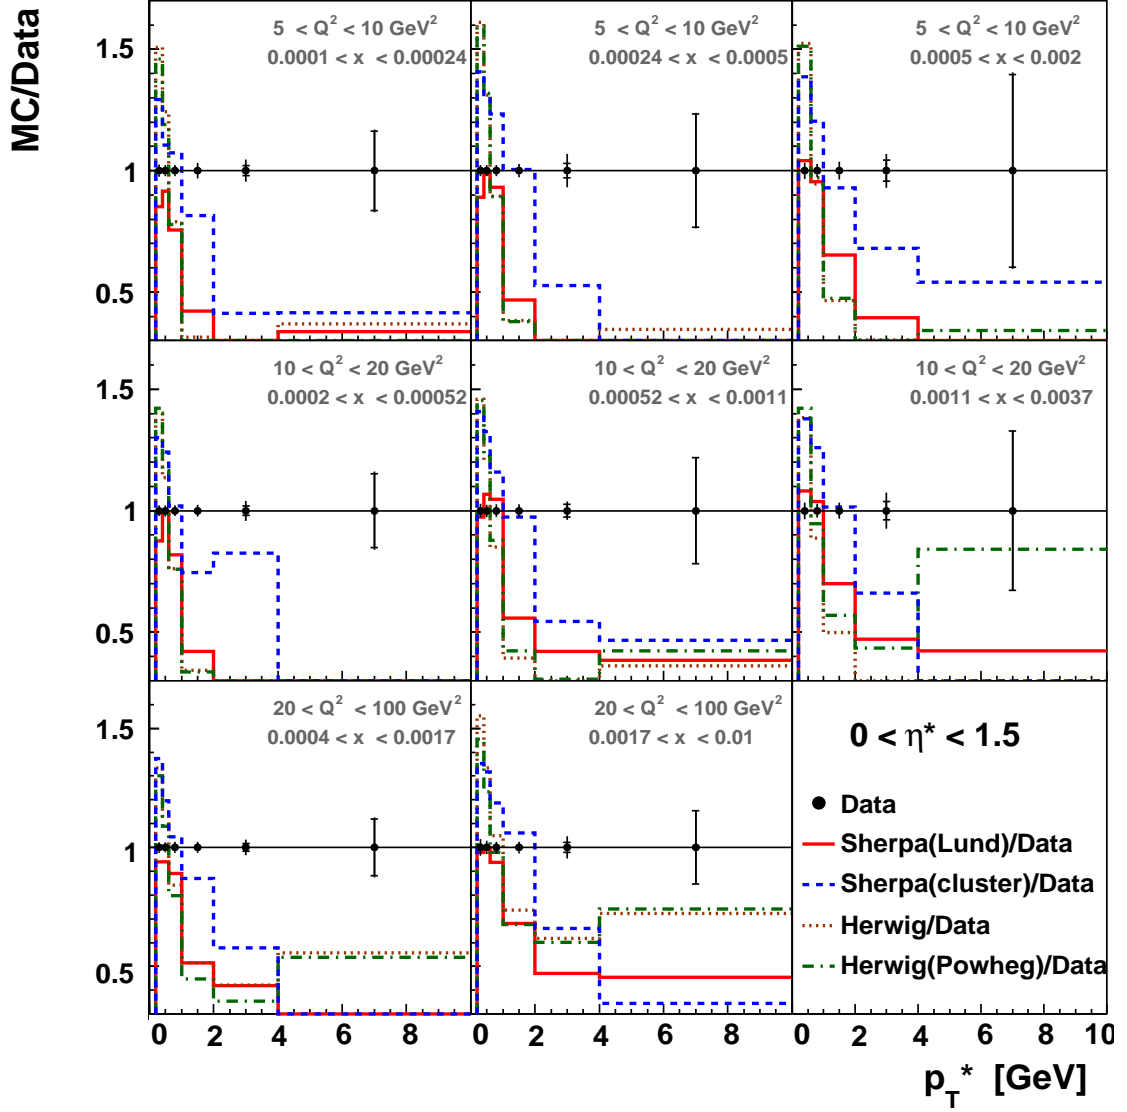 MC/Data
5 < Q² < 10 GeV²
0.0001 < x < 0.00024
5 < Q² < 10 GeV²
0.00024 < x < 0.0005
5 < Q² < 10 GeV²
0.0005 < x < 0.002
1.5
1
0.5
10 < Q² < 20 GeV²
0.0002 < x < 0.00052
10 < Q² < 20 GeV²
0.00052 < x < 0.0011
10 < Q² < 20 GeV²
0.0011 < x < 0.0037
1.5
1
0.5
20 < Q² < 100 GeV²
0.0004 < x < 0.0017
20 < Q² < 100 GeV²
0.0017 < x < 0.01
1.5
1
0.5
0 < η* < 1.5
Data
Sherpa(Lund)/Data
Sherpa(cluster)/Data
Herwig/Data
Herwig(Powheg)/Data
0 2 4 6 8 0 2 4 6 8 0 2 4 6 8 10
p_T* [GeV]